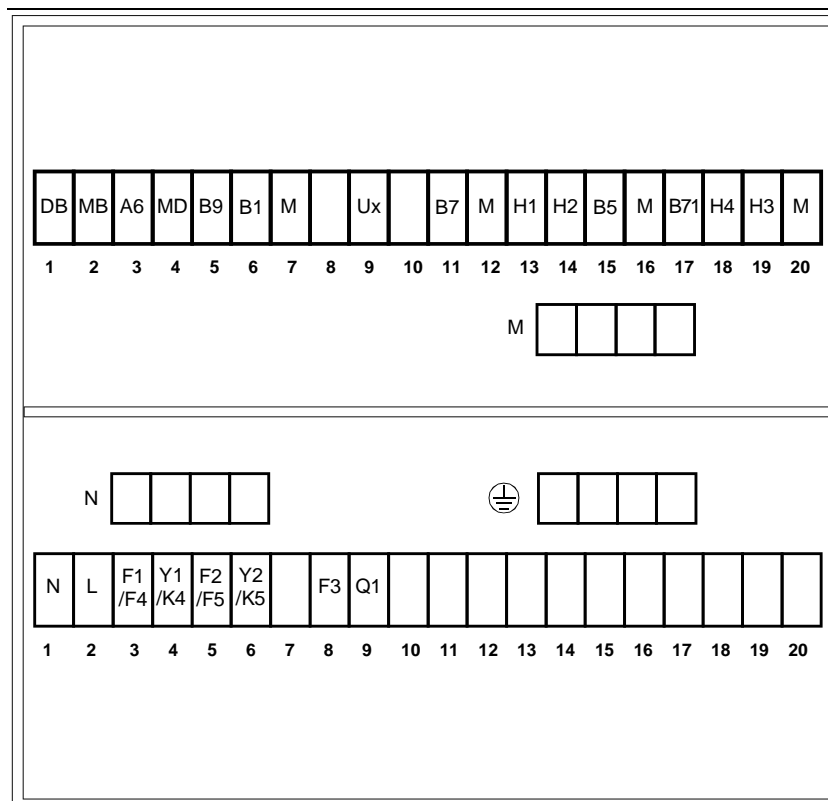 DB MB A6 MD B9 B1 M Ux B7 M H1 H2 B5 M B71 H4 H3 M
1 2 3 4 5 6 7 8 9 10 11 12 13 14 15 16 17 18 19 20
M
N
N L F1 /F4 Y1 /K4 F2 /F5 Y2 /K5 F3 Q1
1 2 3 4 5 6 7 8 9 10 11 12 13 14 15 16 17 18 19 20